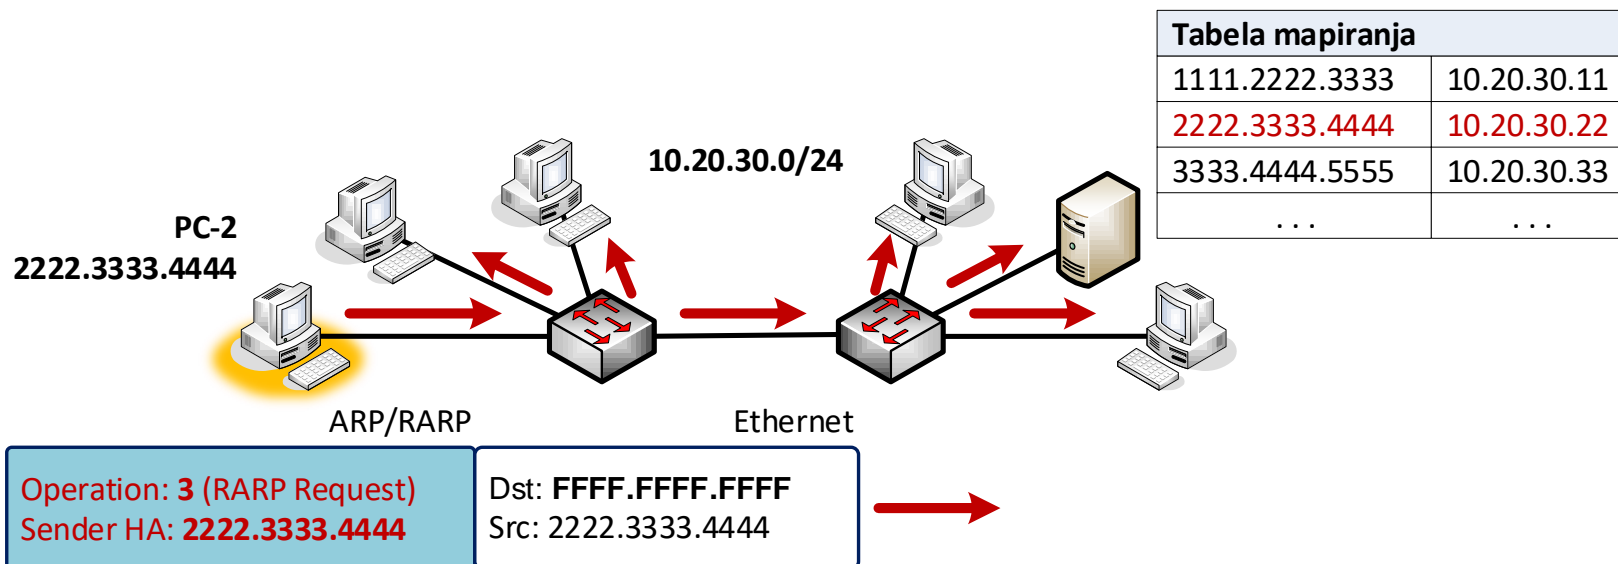 Tabela mapiranja
1111.2222.3333 10.20.30.11
2222.3333.4444 10.20.30.22
3333.4444.5555 10.20.30.33
. . . . . .
10.20.30.0/24
PC-2
2222.3333.4444
ARP/RARP
Ethernet
Operation: 3 (RARP Request)
Sender HA: 2222.3333.4444
Dst: FFFF.FFFF.FFFF
Src: 2222.3333.4444